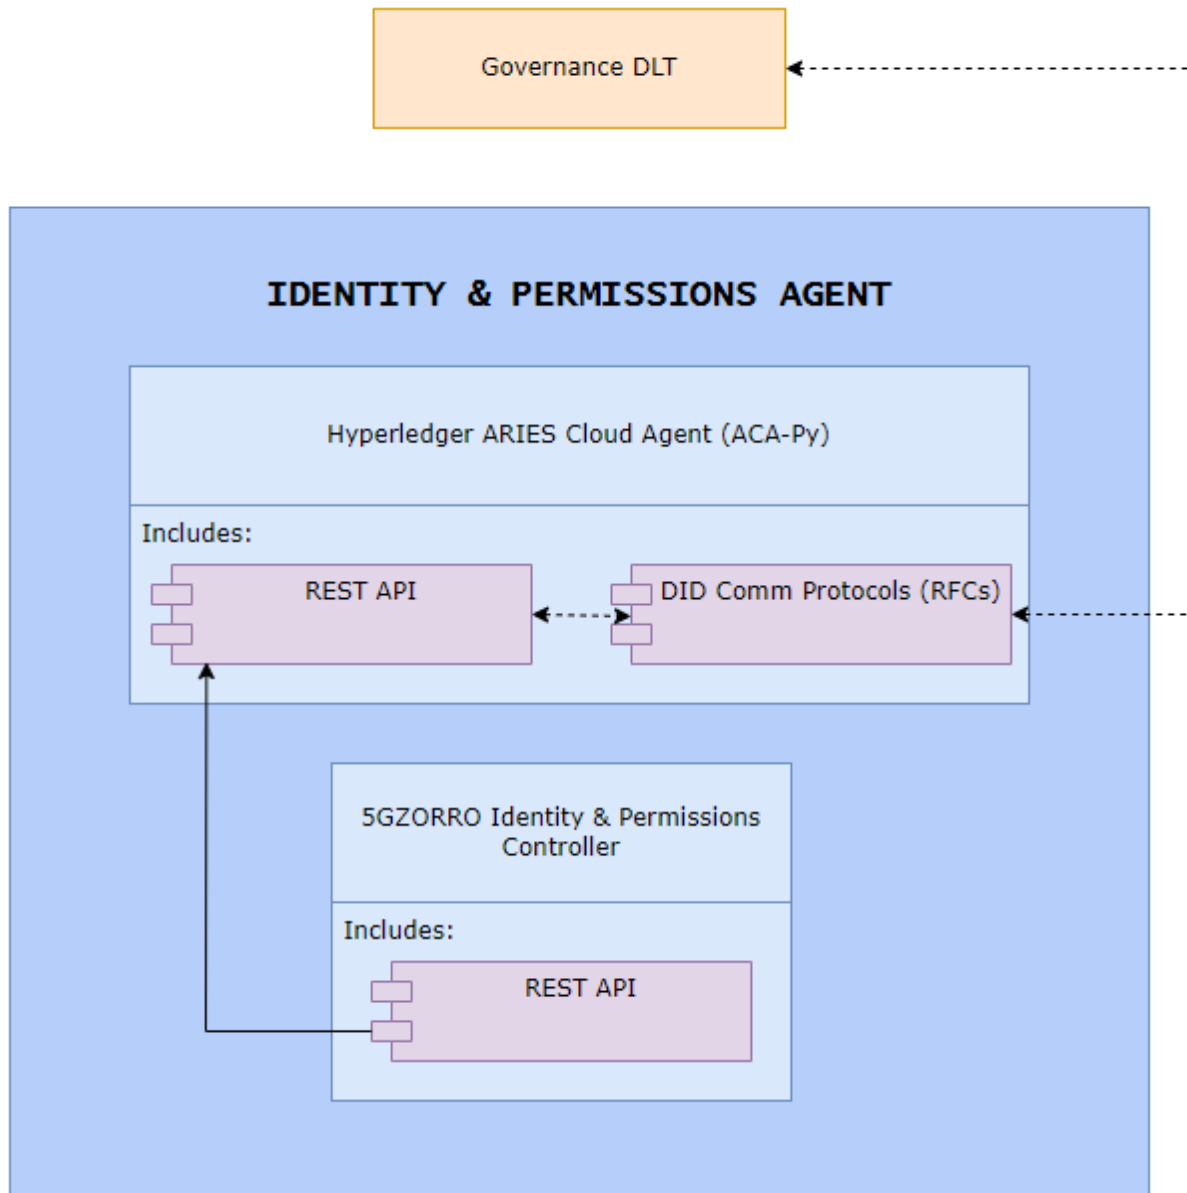 Governance DLT
IDENTITY & PERMISSIONS AGENT
Hyperledger ARIES Cloud Agent (ACA-Py)
Includes:
REST API
DID Comm Protocols (RFCs)
5GZORRO Identity & Permissions
Controller
Includes:
REST API